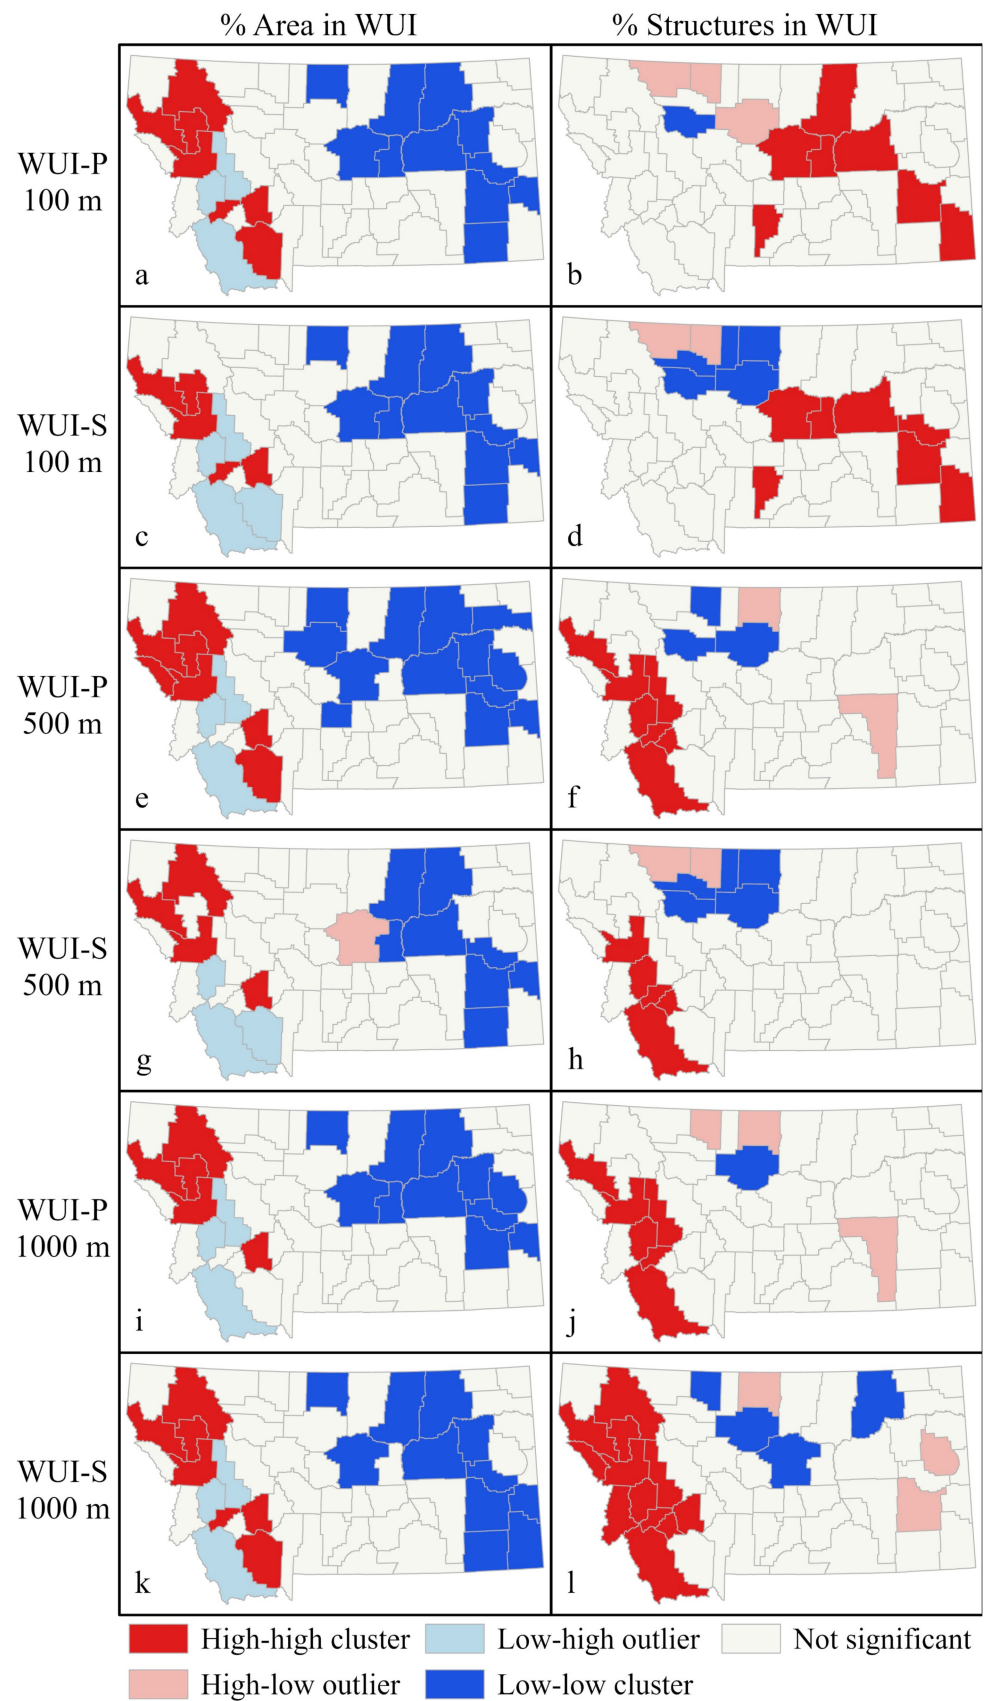 % Area in WUI % Structures in WUI
WUI-P
100 m
a b
WUI-S
100 m
c d
WUI-P
500 m
e f
WUI-S
500 m
g h
WUI-P
1000 m
i j
WUI-S
1000 m
k l
High-high cluster Low-high outlier Not significant
High-low outlier Low-low cluster